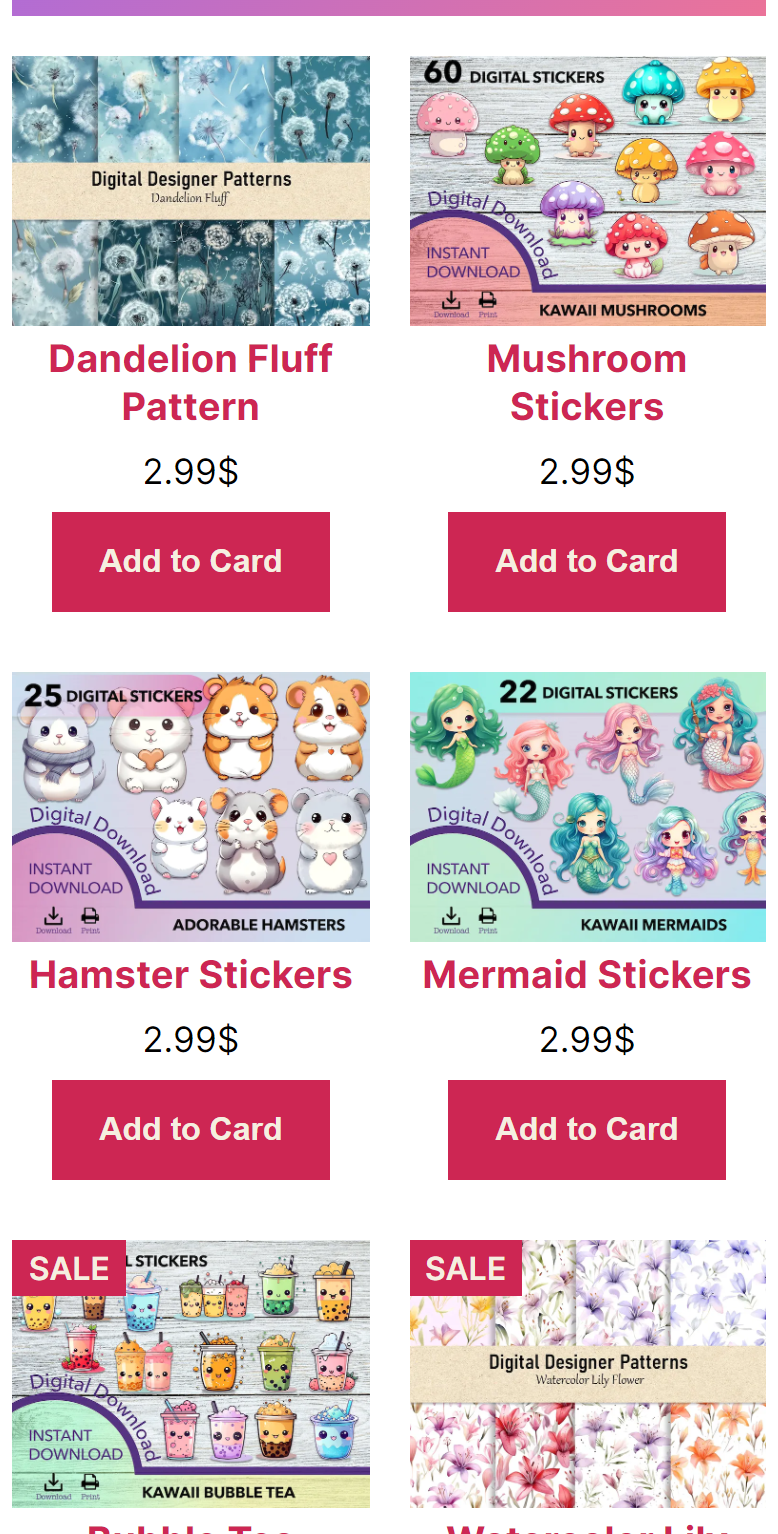 Digital Designer Patterns
Dandelion Fluff
Dandelion Fluff
Pattern
2.99$
Add to Card
60 DIGITAL STICKERS
Digital Download
INSTANT
DOWNLOAD
Download Print
KAWAII MUSHROOMS
Mushroom
Stickers
2.99$
Add to Card
25 DIGITAL STICKERS
Digital Download
INSTANT
DOWNLOAD
Download Print
ADORABLE HAMSTERS
Hamster Stickers
2.99$
Add to Card
22 DIGITAL STICKERS
Digital Download
INSTANT
DOWNLOAD
Download Print
KAWAII MERMAIDS
Mermaid Stickers
2.99$
Add to Card
SALE
L STICKERS
Digital Download
INSTANT
DOWNLOAD
Download Print
KAWAII BUBBLE TEA
Bubble Tea
SALE
Digital Designer Patterns
Watercolor Lily Flower
Watercolor Lily